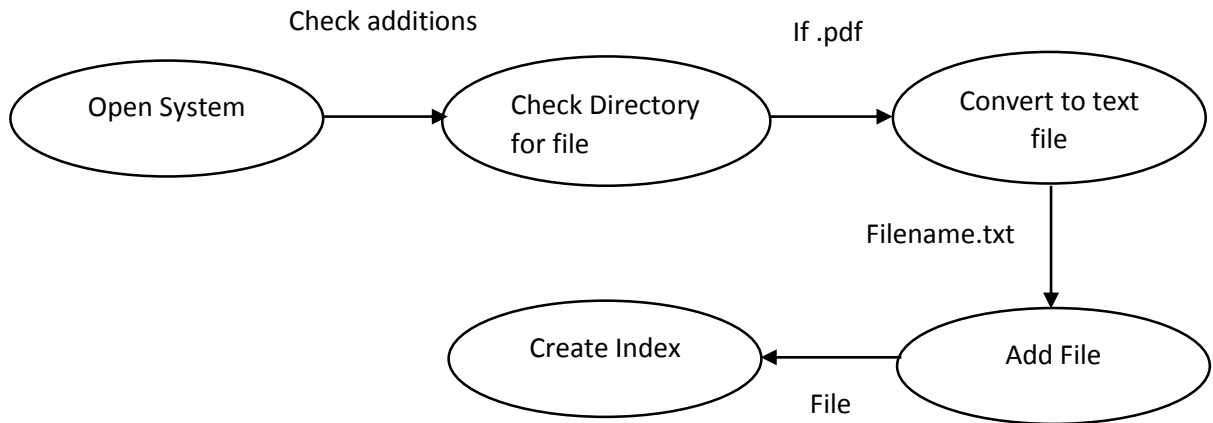 Check additions
If .pdf
Open System
Check Directory
for file
Convert to text
file
Filename.txt
Add File
File
Create Index